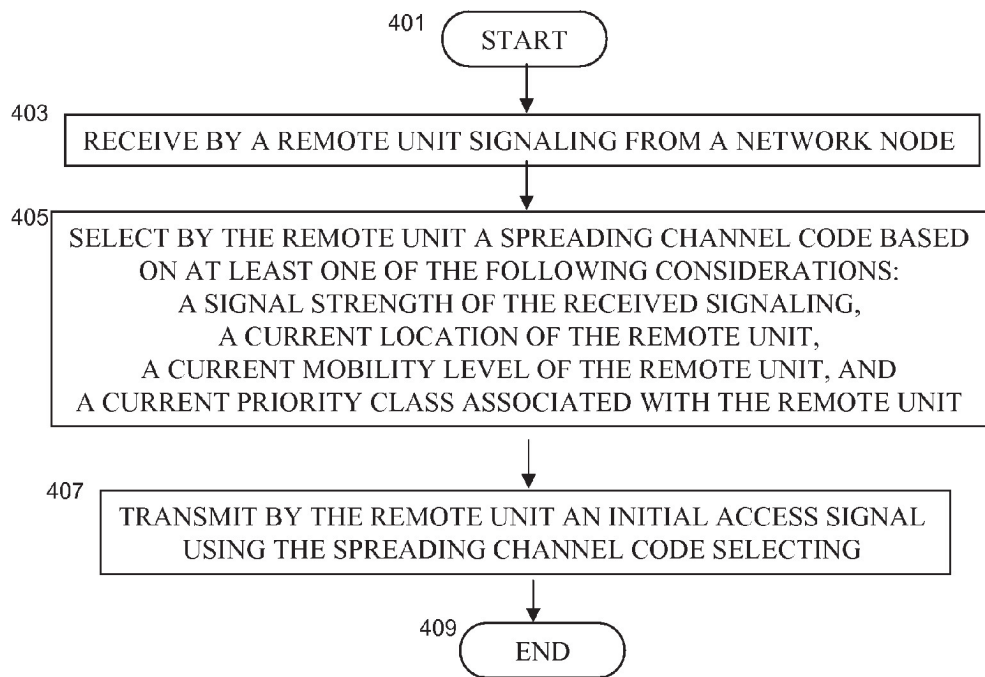 401
START
403
RECEIVE BY A REMOTE UNIT SIGNALING FROM A NETWORK NODE
405
SELECT BY THE REMOTE UNIT A SPREADING CHANNEL CODE BASED
ON AT LEAST ONE OF THE FOLLOWING CONSIDERATIONS:
A SIGNAL STRENGTH OF THE RECEIVED SIGNALING,
A CURRENT LOCATION OF THE REMOTE UNIT,
A CURRENT MOBILITY LEVEL OF THE REMOTE UNIT, AND
A CURRENT PRIORITY CLASS ASSOCIATED WITH THE REMOTE UNIT
407
TRANSMIT BY THE REMOTE UNIT AN INITIAL ACCESS SIGNAL
USING THE SPREADING CHANNEL CODE SELECTING
409
END